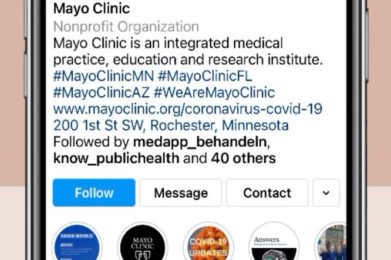 Mayo Clinic
Nonprofit Organization
Mayo Clinic is an integrated medical
practice, education and research institute.
#MayoClinicMN #MayoClinicFL
#MayoClinicAZ #WeAreMayoClinic
www.mayoclinic.org/coronavirus-covid-19
200 1st St SW, Rochester, Minnesota
Followed by medapp_behandeln,
know_publichealth and 40 others
Follow Message Contact
MAYO
CLINIC
COVID-19
UPDATES
Answers